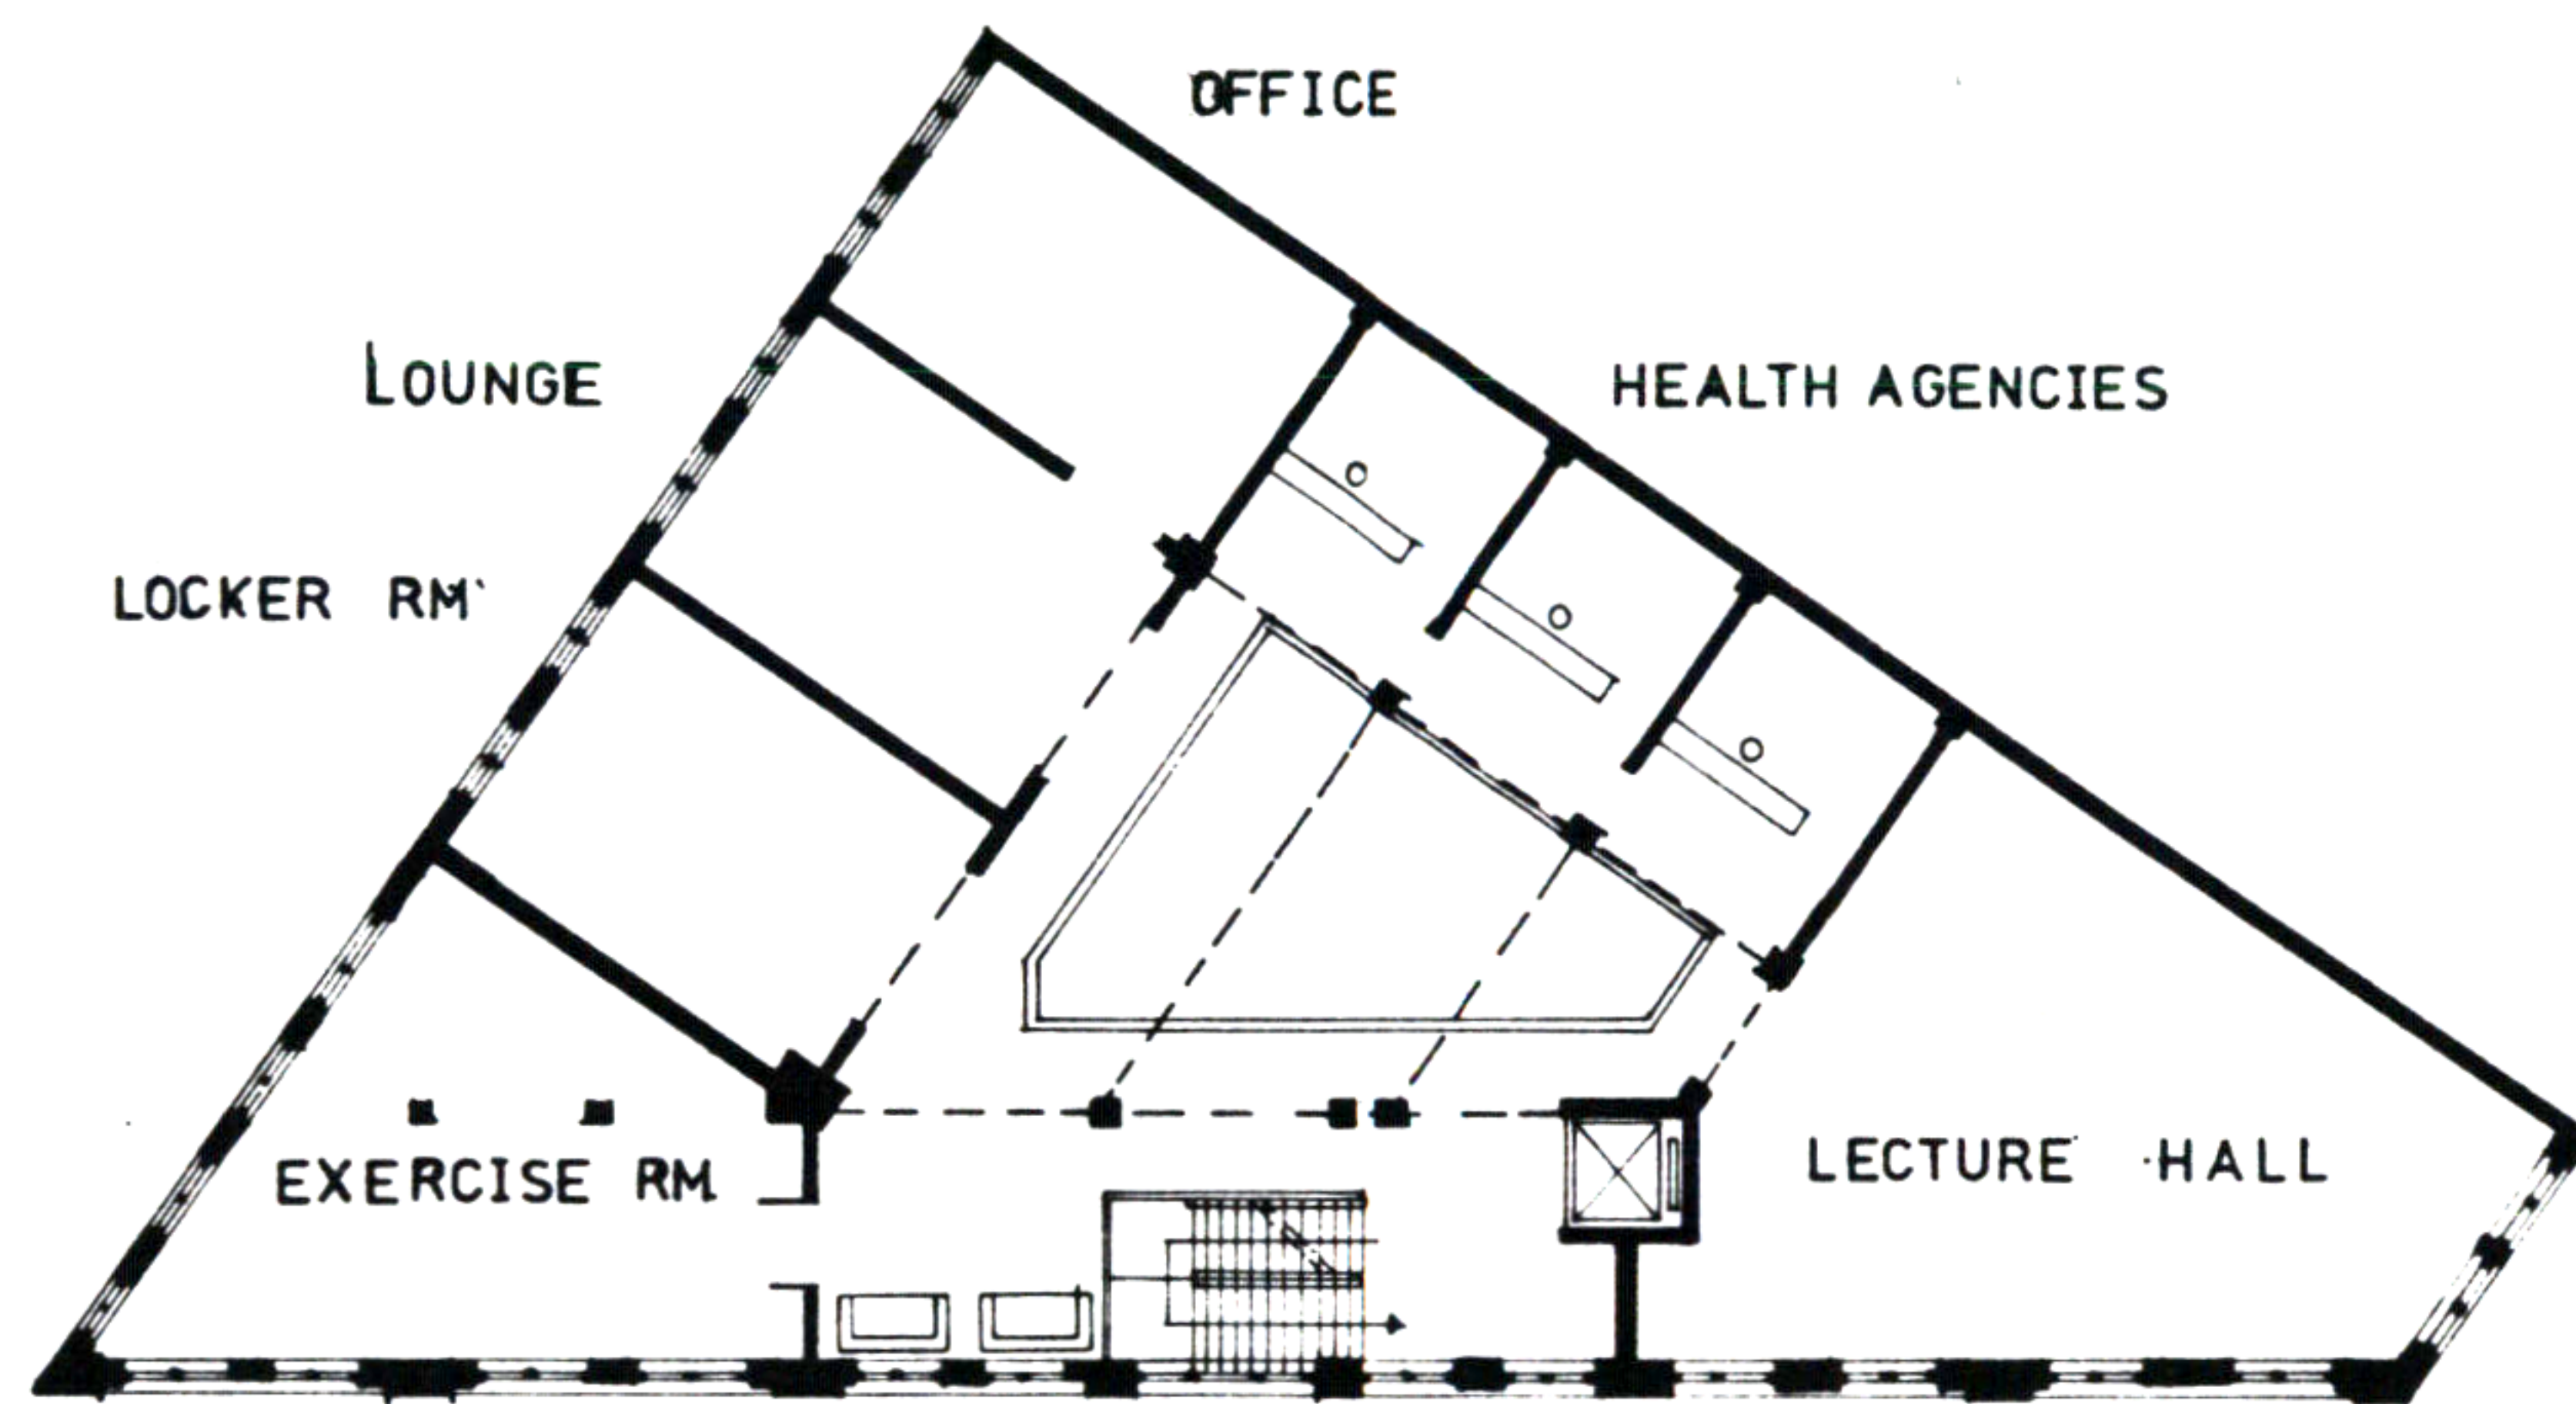 OFFICE
LOUNGE
HEALTH AGENCIES
LOCKER RM
EXERCISE RM
LECTURE HALL